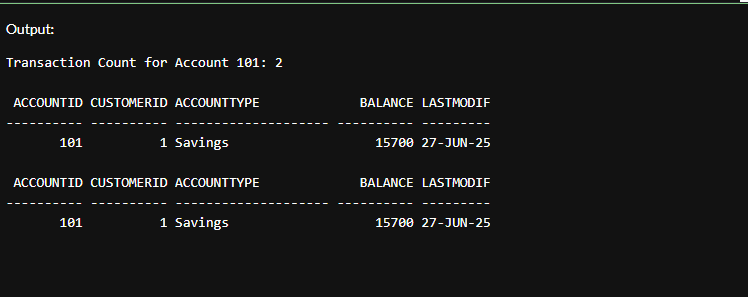 Output:
Transaction Count for Account 101: 2
 ACCOUNTID CUSTOMERID ACCOUNTTYPE             BALANCE LASTMODIF
---------- ---------- -------------------- ---------- ---------
       101          1 Savings                   15700 27-JUN-25
 ACCOUNTID CUSTOMERID ACCOUNTTYPE             BALANCE LASTMODIF
---------- ---------- -------------------- ---------- ---------
       101          1 Savings                   15700 27-JUN-25